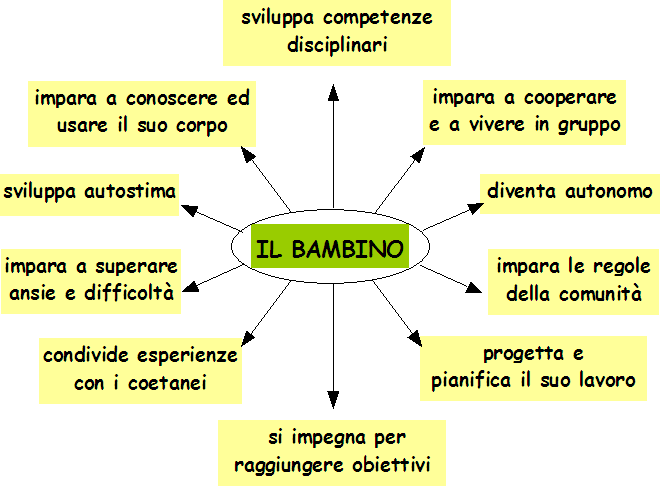 sviluppa competenze
disciplinari
impara a conoscere ed
usare il suo corpo
impara a cooperare
e a vivere in gruppo
sviluppa autostima
diventa autonomo
IL BAMBINO
impara a superare
ansie e difficoltà
impara le regole
della comunità
condivide esperienze
con i coetanei
progetta e
pianifica il suo lavoro
si impegna per
raggiungere obiettivi